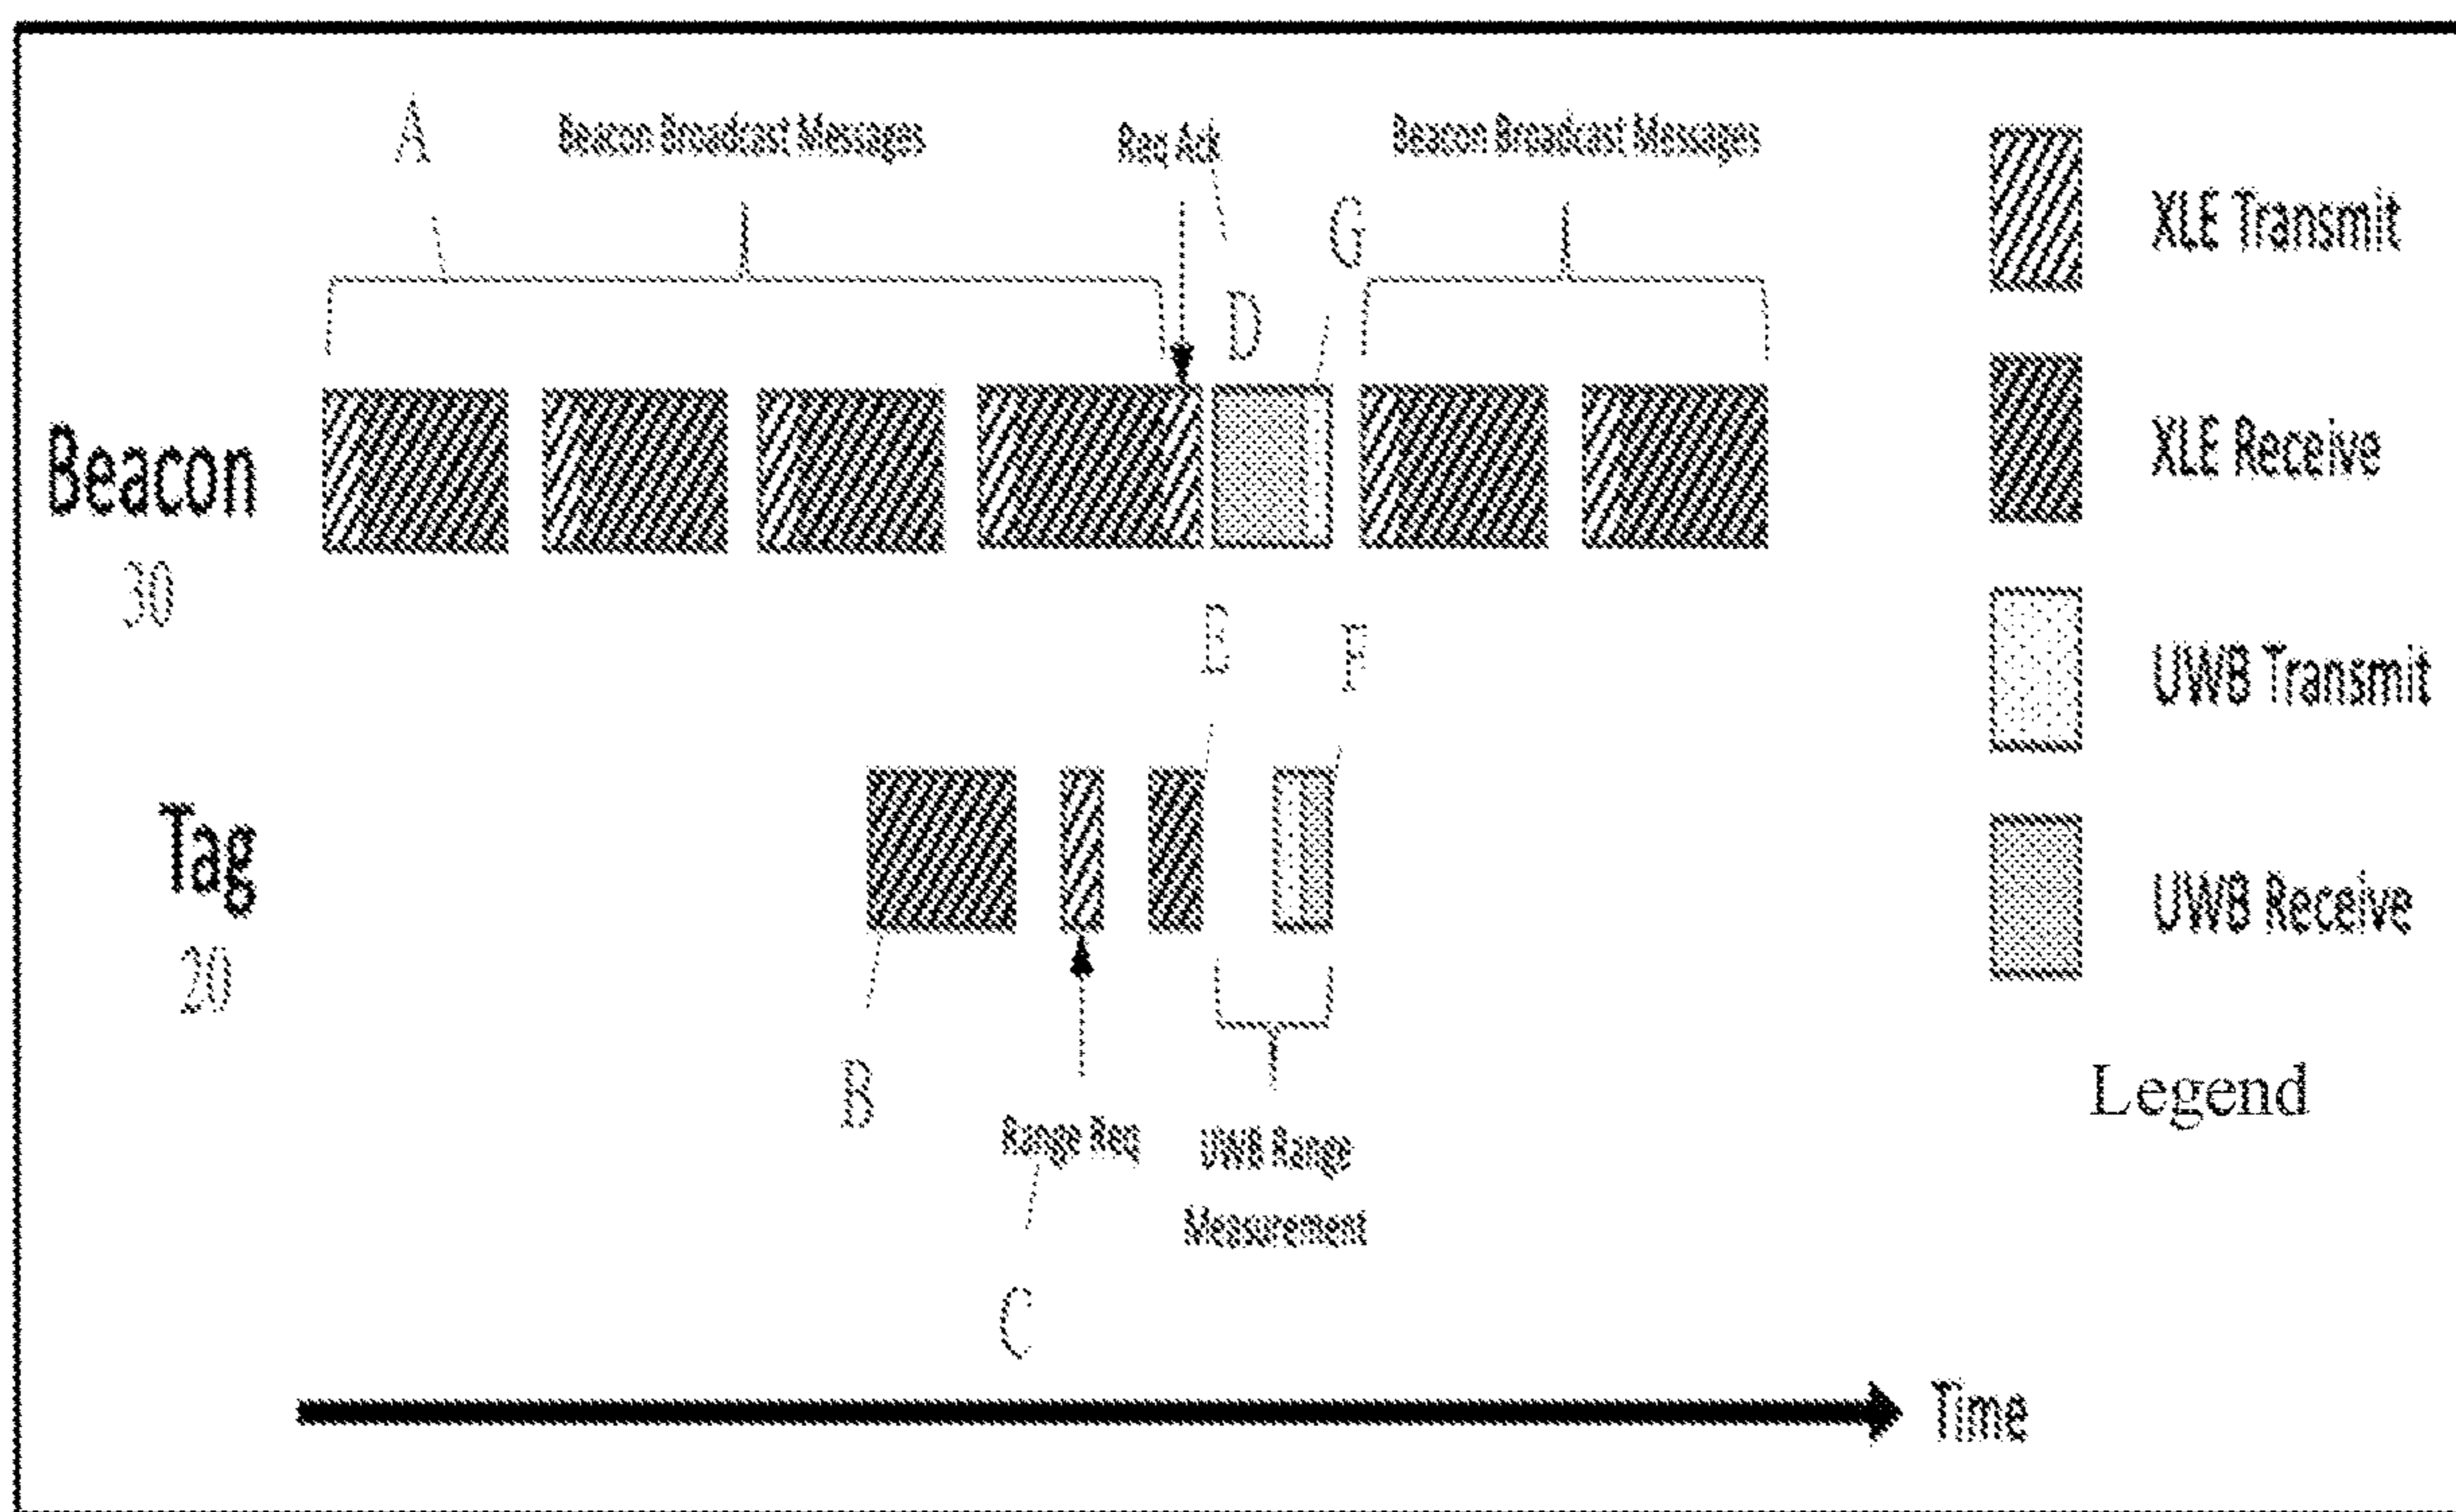 A
Beacon Broadcast Messages
Req Ack
Beacon Broadcast Messages
G
D
XLE Transmit
Beacon
30
XLE Receive
E
F
UWB Transmit
Tag
20
UWB Receive
B
Range Req
UWB Range
Measurement
Legend
C
Time